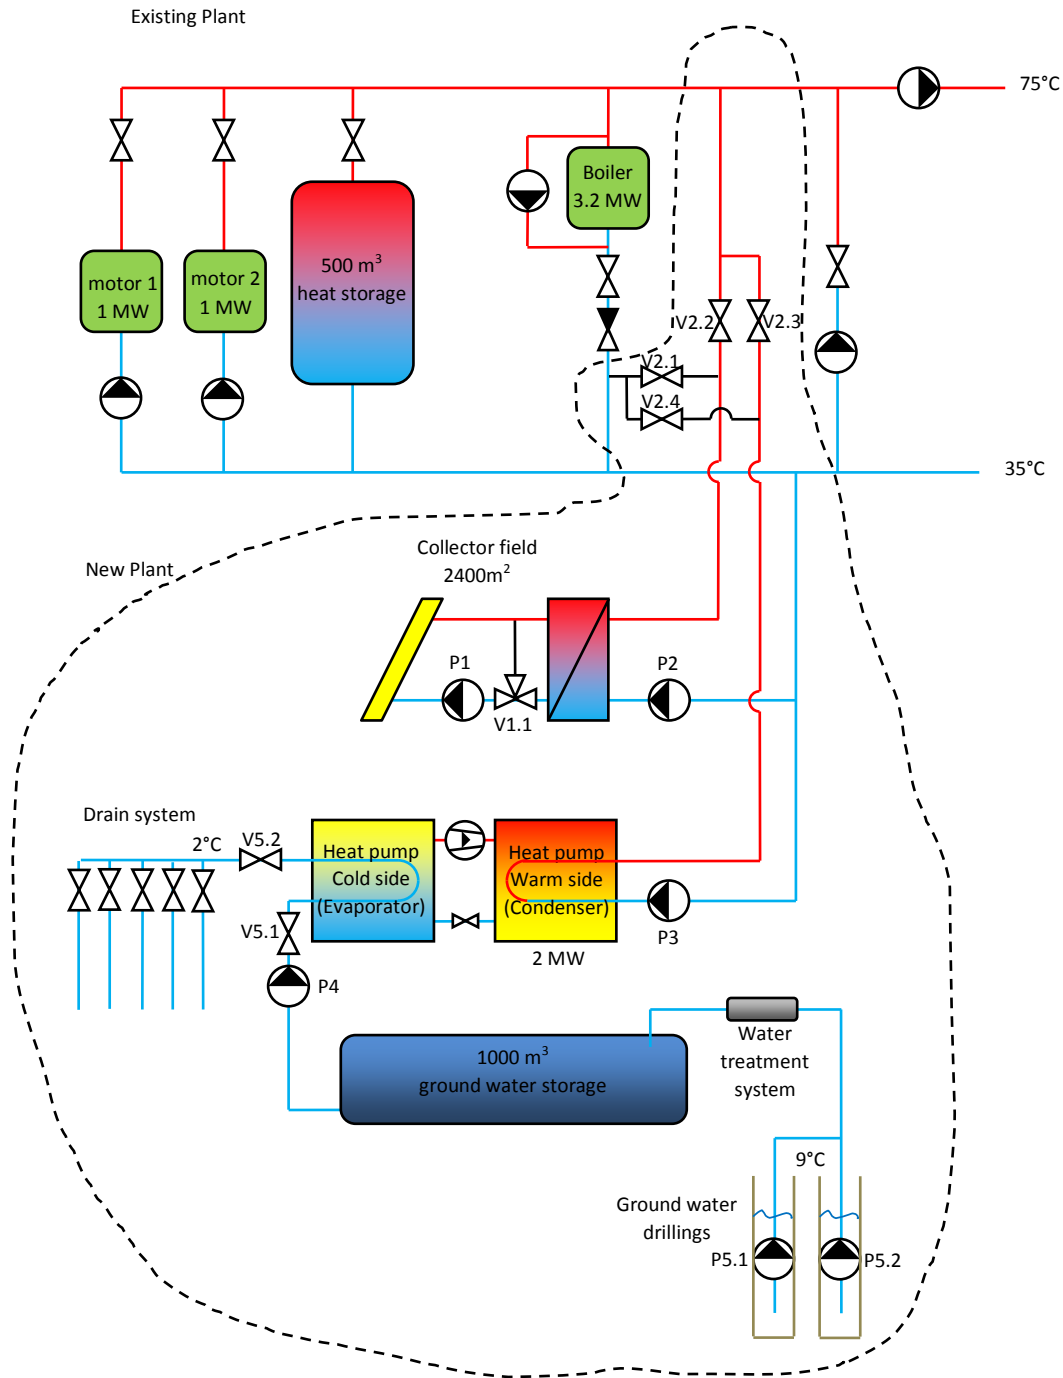 Existing Plant
75°C
Boiler
3.2 MW
500 m³
heat storage
motor 1
1 MW
motor 2
1 MW
V2.2
V2.3
V2.1
V2.4
35°C
Collector field
2400m²
New Plant
P1
P2
V1.1
Drain system
2°C
V5.2
Heat pump
Cold side
(Evaporator)
Heat pump
Warm side
(Condenser)
V5.1
P3
2 MW
P4
1000 m³
ground water storage
Water
treatment
system
9°C
Ground water
drillings
P5.1
P5.2